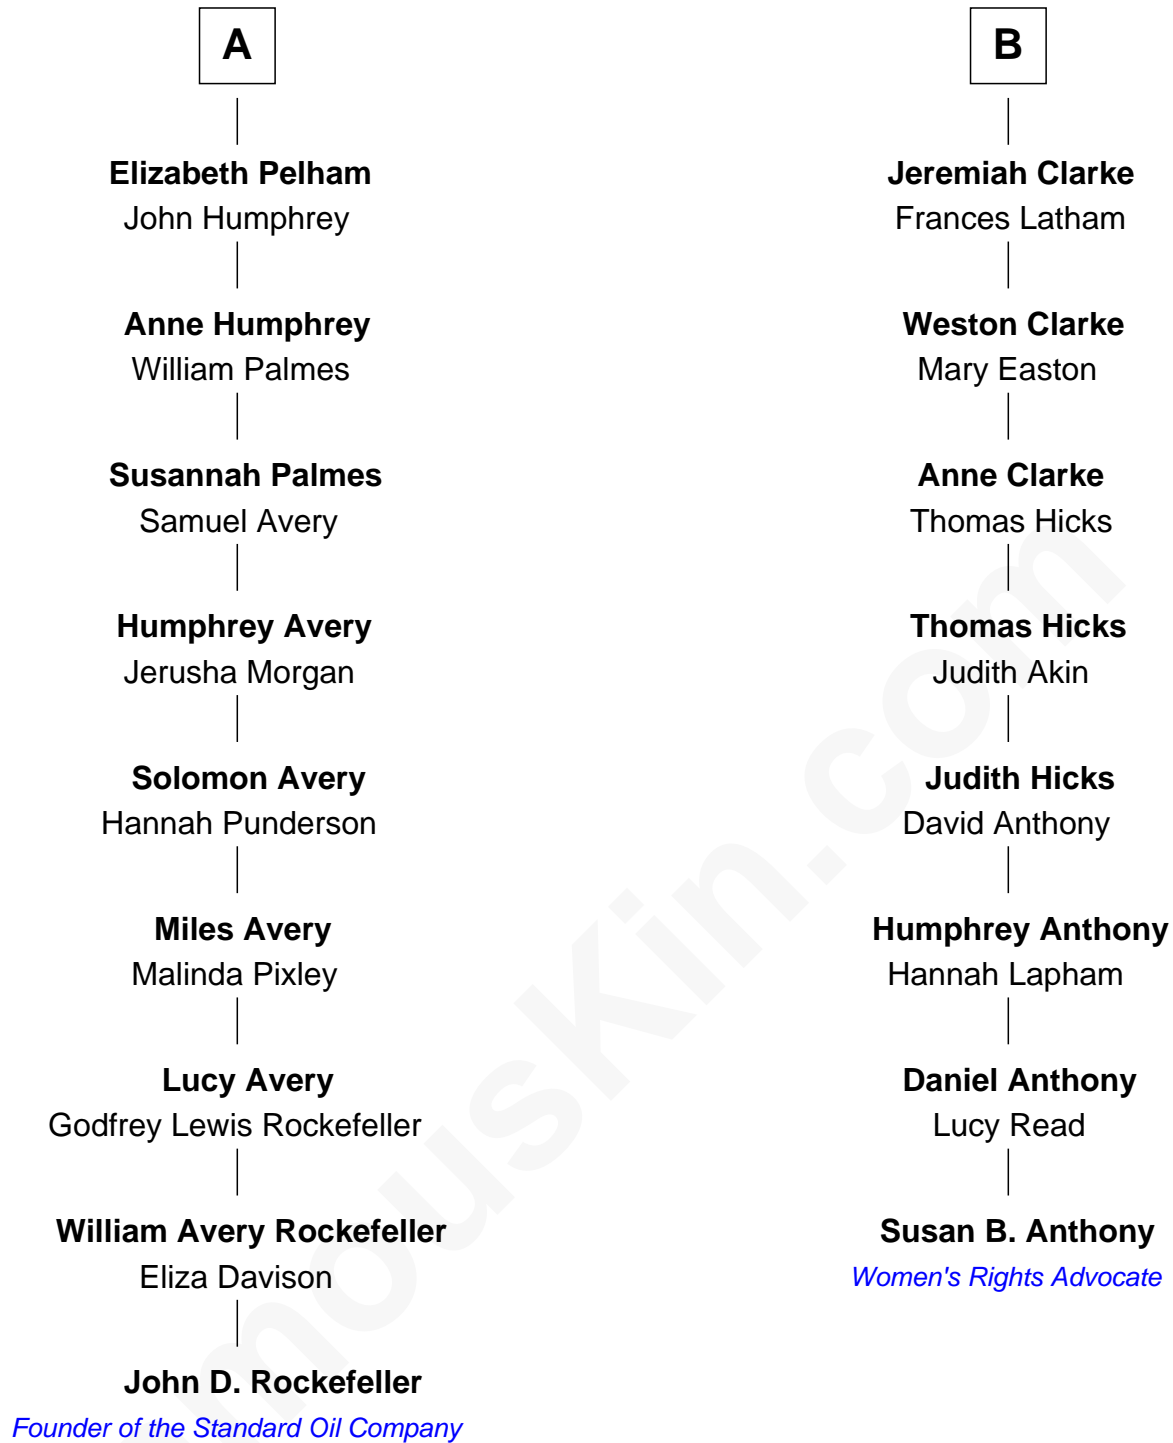 A
Elizabeth Pelham
John Humphrey
Anne Humphrey
William Palmes
Susannah Palmes
Samuel Avery
Humphrey Avery
Jerusha Morgan
Solomon Avery
Hannah Punderson
Miles Avery
Malinda Pixley
Lucy Avery
Godfrey Lewis Rockefeller
William Avery Rockefeller
Eliza Davison
John D. Rockefeller
Founder of the Standard Oil Company
B
Jeremiah Clarke
Frances Latham
Weston Clarke
Mary Easton
Anne Clarke
Thomas Hicks
Thomas Hicks
Judith Akin
Judith Hicks
David Anthony
Humphrey Anthony
Hannah Lapham
Daniel Anthony
Lucy Read
Susan B. Anthony
Women's Rights Advocate
mousKin.com